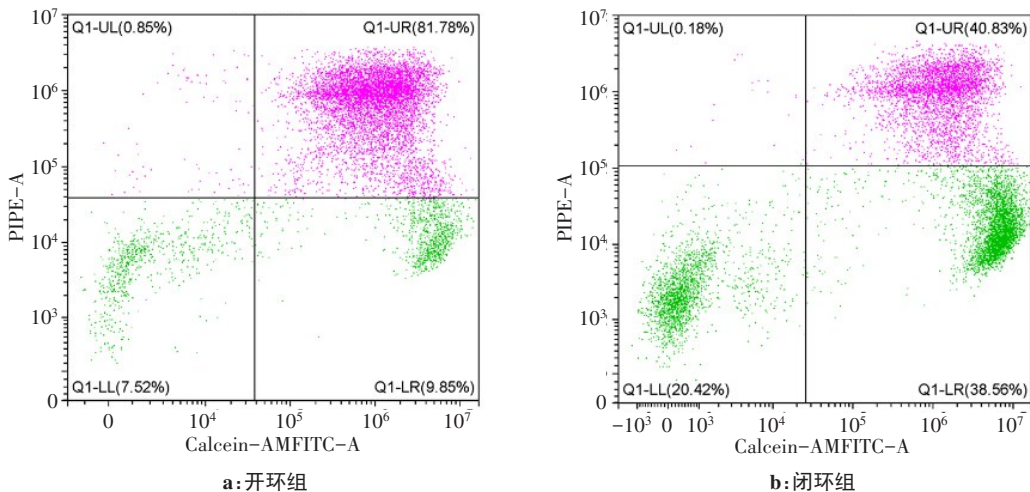 Q1-UL(0.85%) Q1-UR(81.78%)
Q1-LL(7.52%) Q1-LR(9.85%)
10⁷
10⁶
10⁵
10⁴
10³
0
PIPE-A
0 10⁴ 10⁵ 10⁶ 10⁷
Calcein-AMFITC-A
a:开环组
Q1-UL(0.18%) Q1-UR(40.83%)
Q1-LL(20.42%) Q1-LR(38.56%)
10⁷
10⁶
10⁵
10⁴
10³
0
PIPE-A
−10³ 0 10³ 10⁴ 10⁵ 10⁶ 10⁷
Calcein-AMFITC-A
b:闭环组